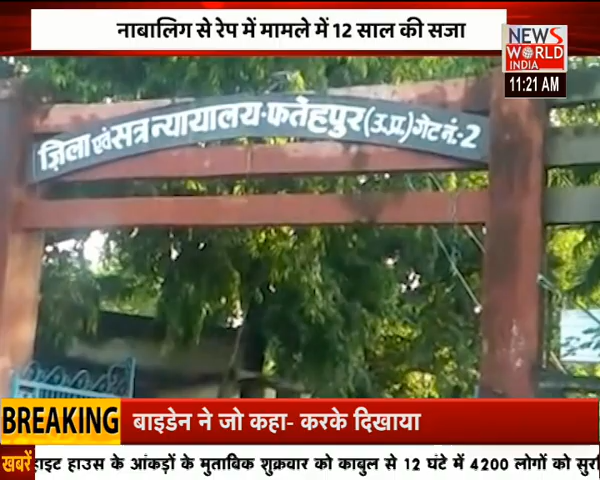 नाबालिग से रेप में मामले में 12 साल की सजा
NEWS
WORLD
INDIA
11:21 AM
ज़िला एवं सत्र न्यायालय-फतेहपुर (उ.प्र.) गेट नं.-2
BREAKING
बाइडेन ने जो कहा- करके दिखाया
खबरें
हाइट हाउस के आंकड़ों के मुताबिक शुक्रवार को काबुल से 12 घंटे में 4200 लोगों को